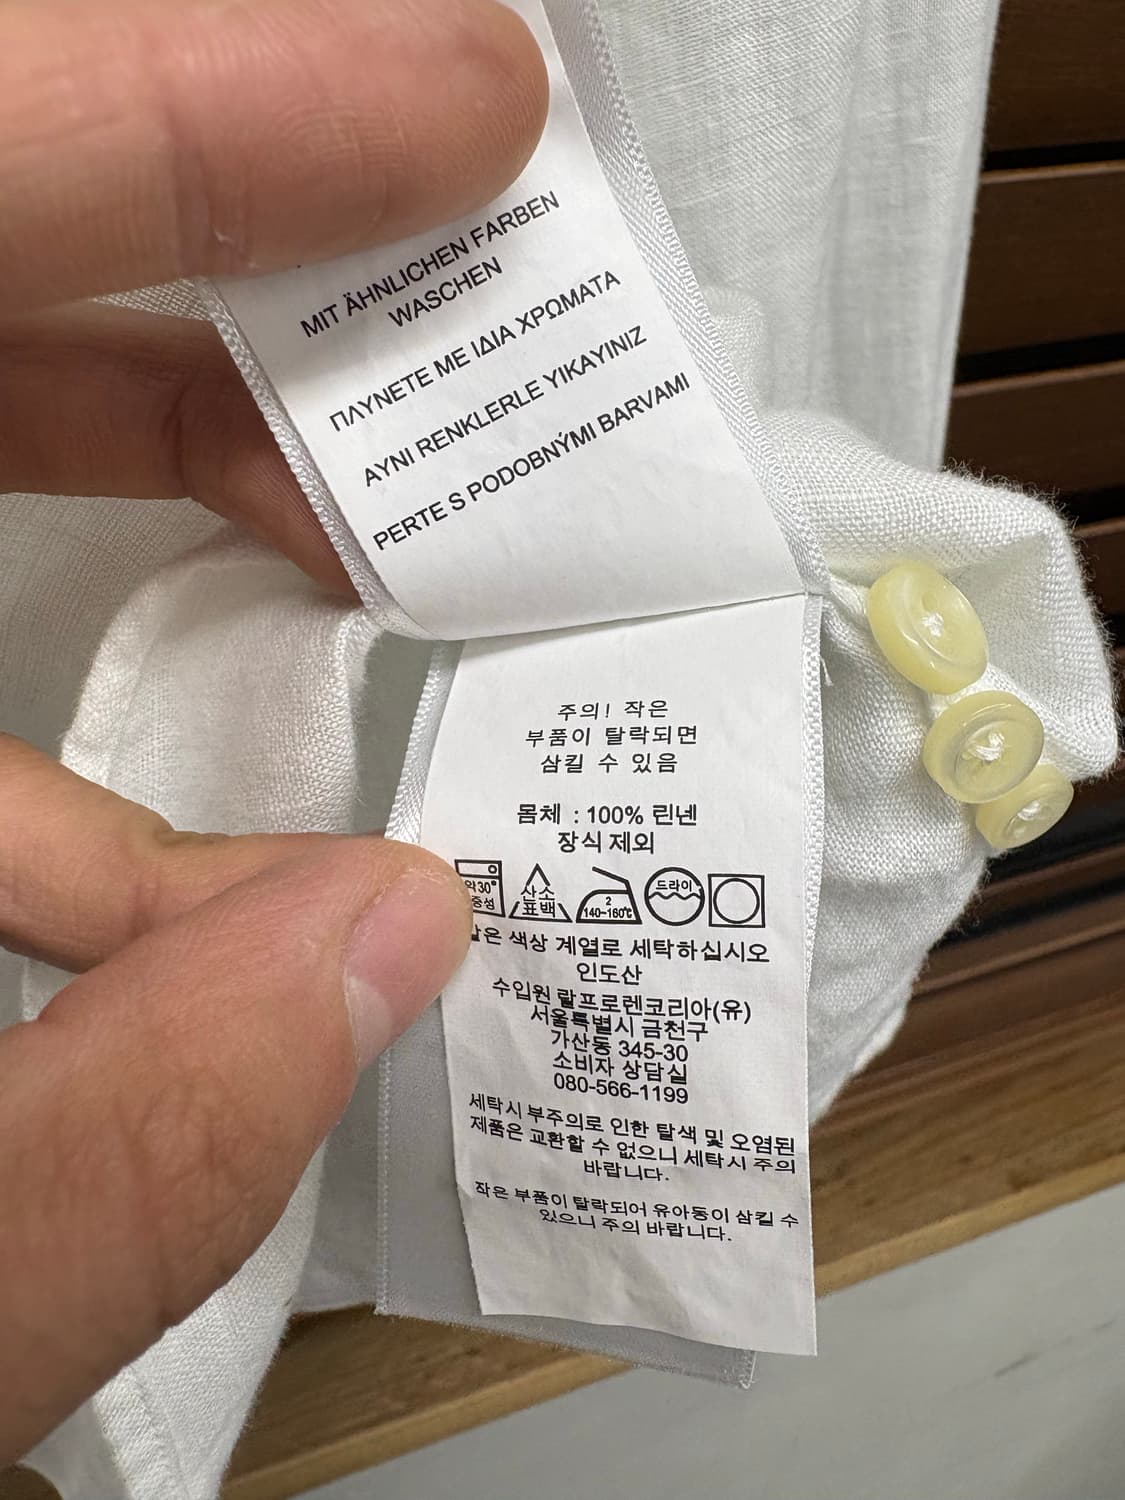 MIT ÄHNLICHEN FARBEN
WASCHEN
ΠΛΥΝΕΤΕ ΜΕ ΙΔΙΑ ΧΡΩΜΑΤΑ
AYNI RENKLERLE YIKAYINIZ
PERTE S PODOBNÝMI BARVAMI
주의! 작은
부품이 탈락되면
삼킬 수 있음
몸체 : 100% 린넨
장식 제외
약30°
중성
산소
표백
2
140~160℃
드라이
색상 계열로 세탁하십시오
인도산
수입원 랄프로렌코리아(유)
서울특별시 금천구
가산동 345-30
소비자 상담실
080-566-1199
세탁시 부주의로 인한 탈색 및 오염된
제품은 교환할 수 없으니 세탁시 주의
바랍니다.
작은 부품이 탈락되어 유아동이 삼킬 수
있으니 주의 바랍니다.